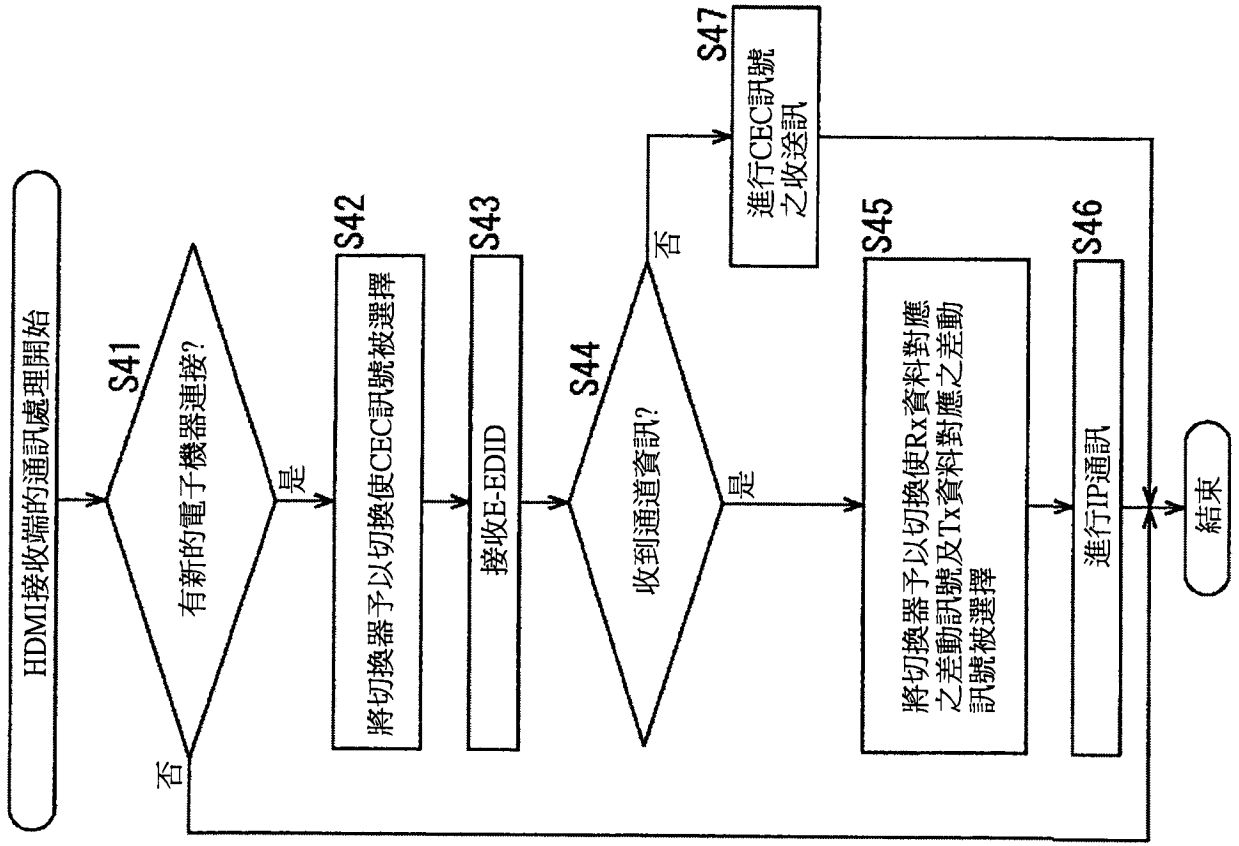 HDMI接收端的通訊處理開始
S41
有新的電子機器連接?
否
是
S42
將切換器予以切換使CEC訊號被選擇
S43
接收E-EDID
S44
收到通道資訊?
否
是
S47
進行CEC訊號
之收送訊
S45
將切換器予以切換使Rx資料對應
之差動訊號及Tx資料對應之差動
訊號被選擇
S46
進行IP通訊
結束